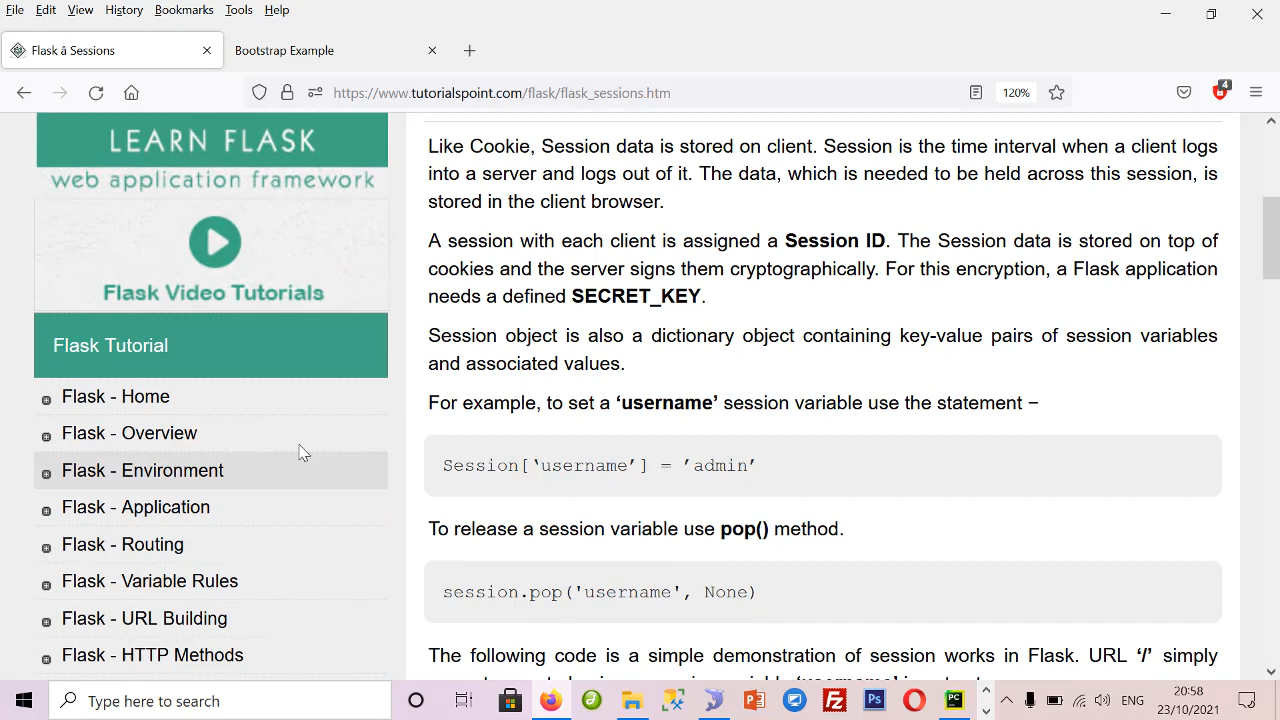 File Edit View History Bookmarks Tools Help
Flask â Sessions
Bootstrap Example
https://www.tutorialspoint.com/flask/flask_sessions.htm
120%
4
LEARN FLASK
web application framework
Flask Video Tutorials
Flask Tutorial
Flask - Home
Flask - Overview
Flask - Environment
Flask - Application
Flask - Routing
Flask - Variable Rules
Flask - URL Building
Flask - HTTP Methods
Like Cookie, Session data is stored on client. Session is the time interval when a client logs
into a server and logs out of it. The data, which is needed to be held across this session, is
stored in the client browser.
A session with each client is assigned a Session ID. The Session data is stored on top of
cookies and the server signs them cryptographically. For this encryption, a Flask application
needs a defined SECRET_KEY.
Session object is also a dictionary object containing key-value pairs of session variables
and associated values.
For example, to set a ‘username’ session variable use the statement −
Session[‘username’] = ’admin’
To release a session variable use pop() method.
session.pop('username', None)
The following code is a simple demonstration of session works in Flask. URL ‘/’ simply
Type here to search
PC
Ps
ENG
20:58
23/10/2021